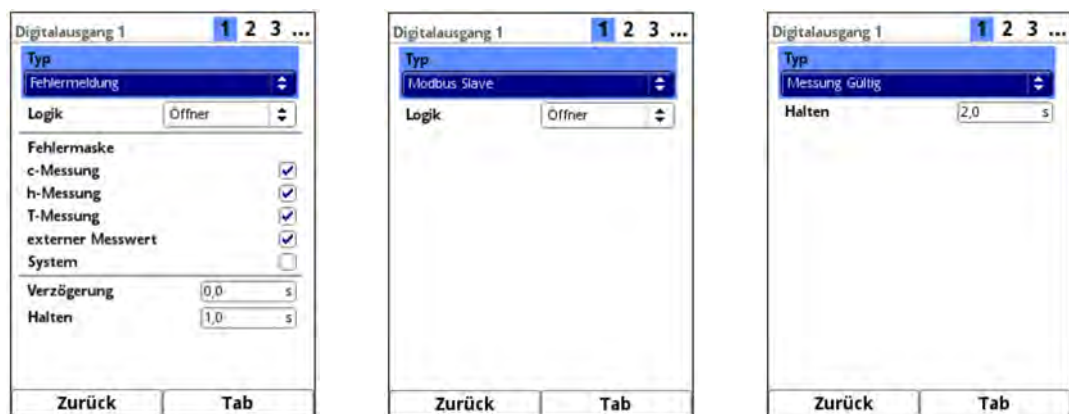 Digitalausgang 1 1 2 3 ...
Typ
Fehlermeldung
Logik Öffner
Fehlermaske
c-Messung
h-Messung
T-Messung
externer Messwert
System
Verzögerung 0,0 s
Halten 1,0 s
Zurück Tab
Digitalausgang 1 1 2 3 ...
Typ
Modbus Slave
Logik Öffner
Zurück Tab
Digitalausgang 1 1 2 3 ...
Typ
Messung Gültig
Halten 2,0 s
Zurück Tab